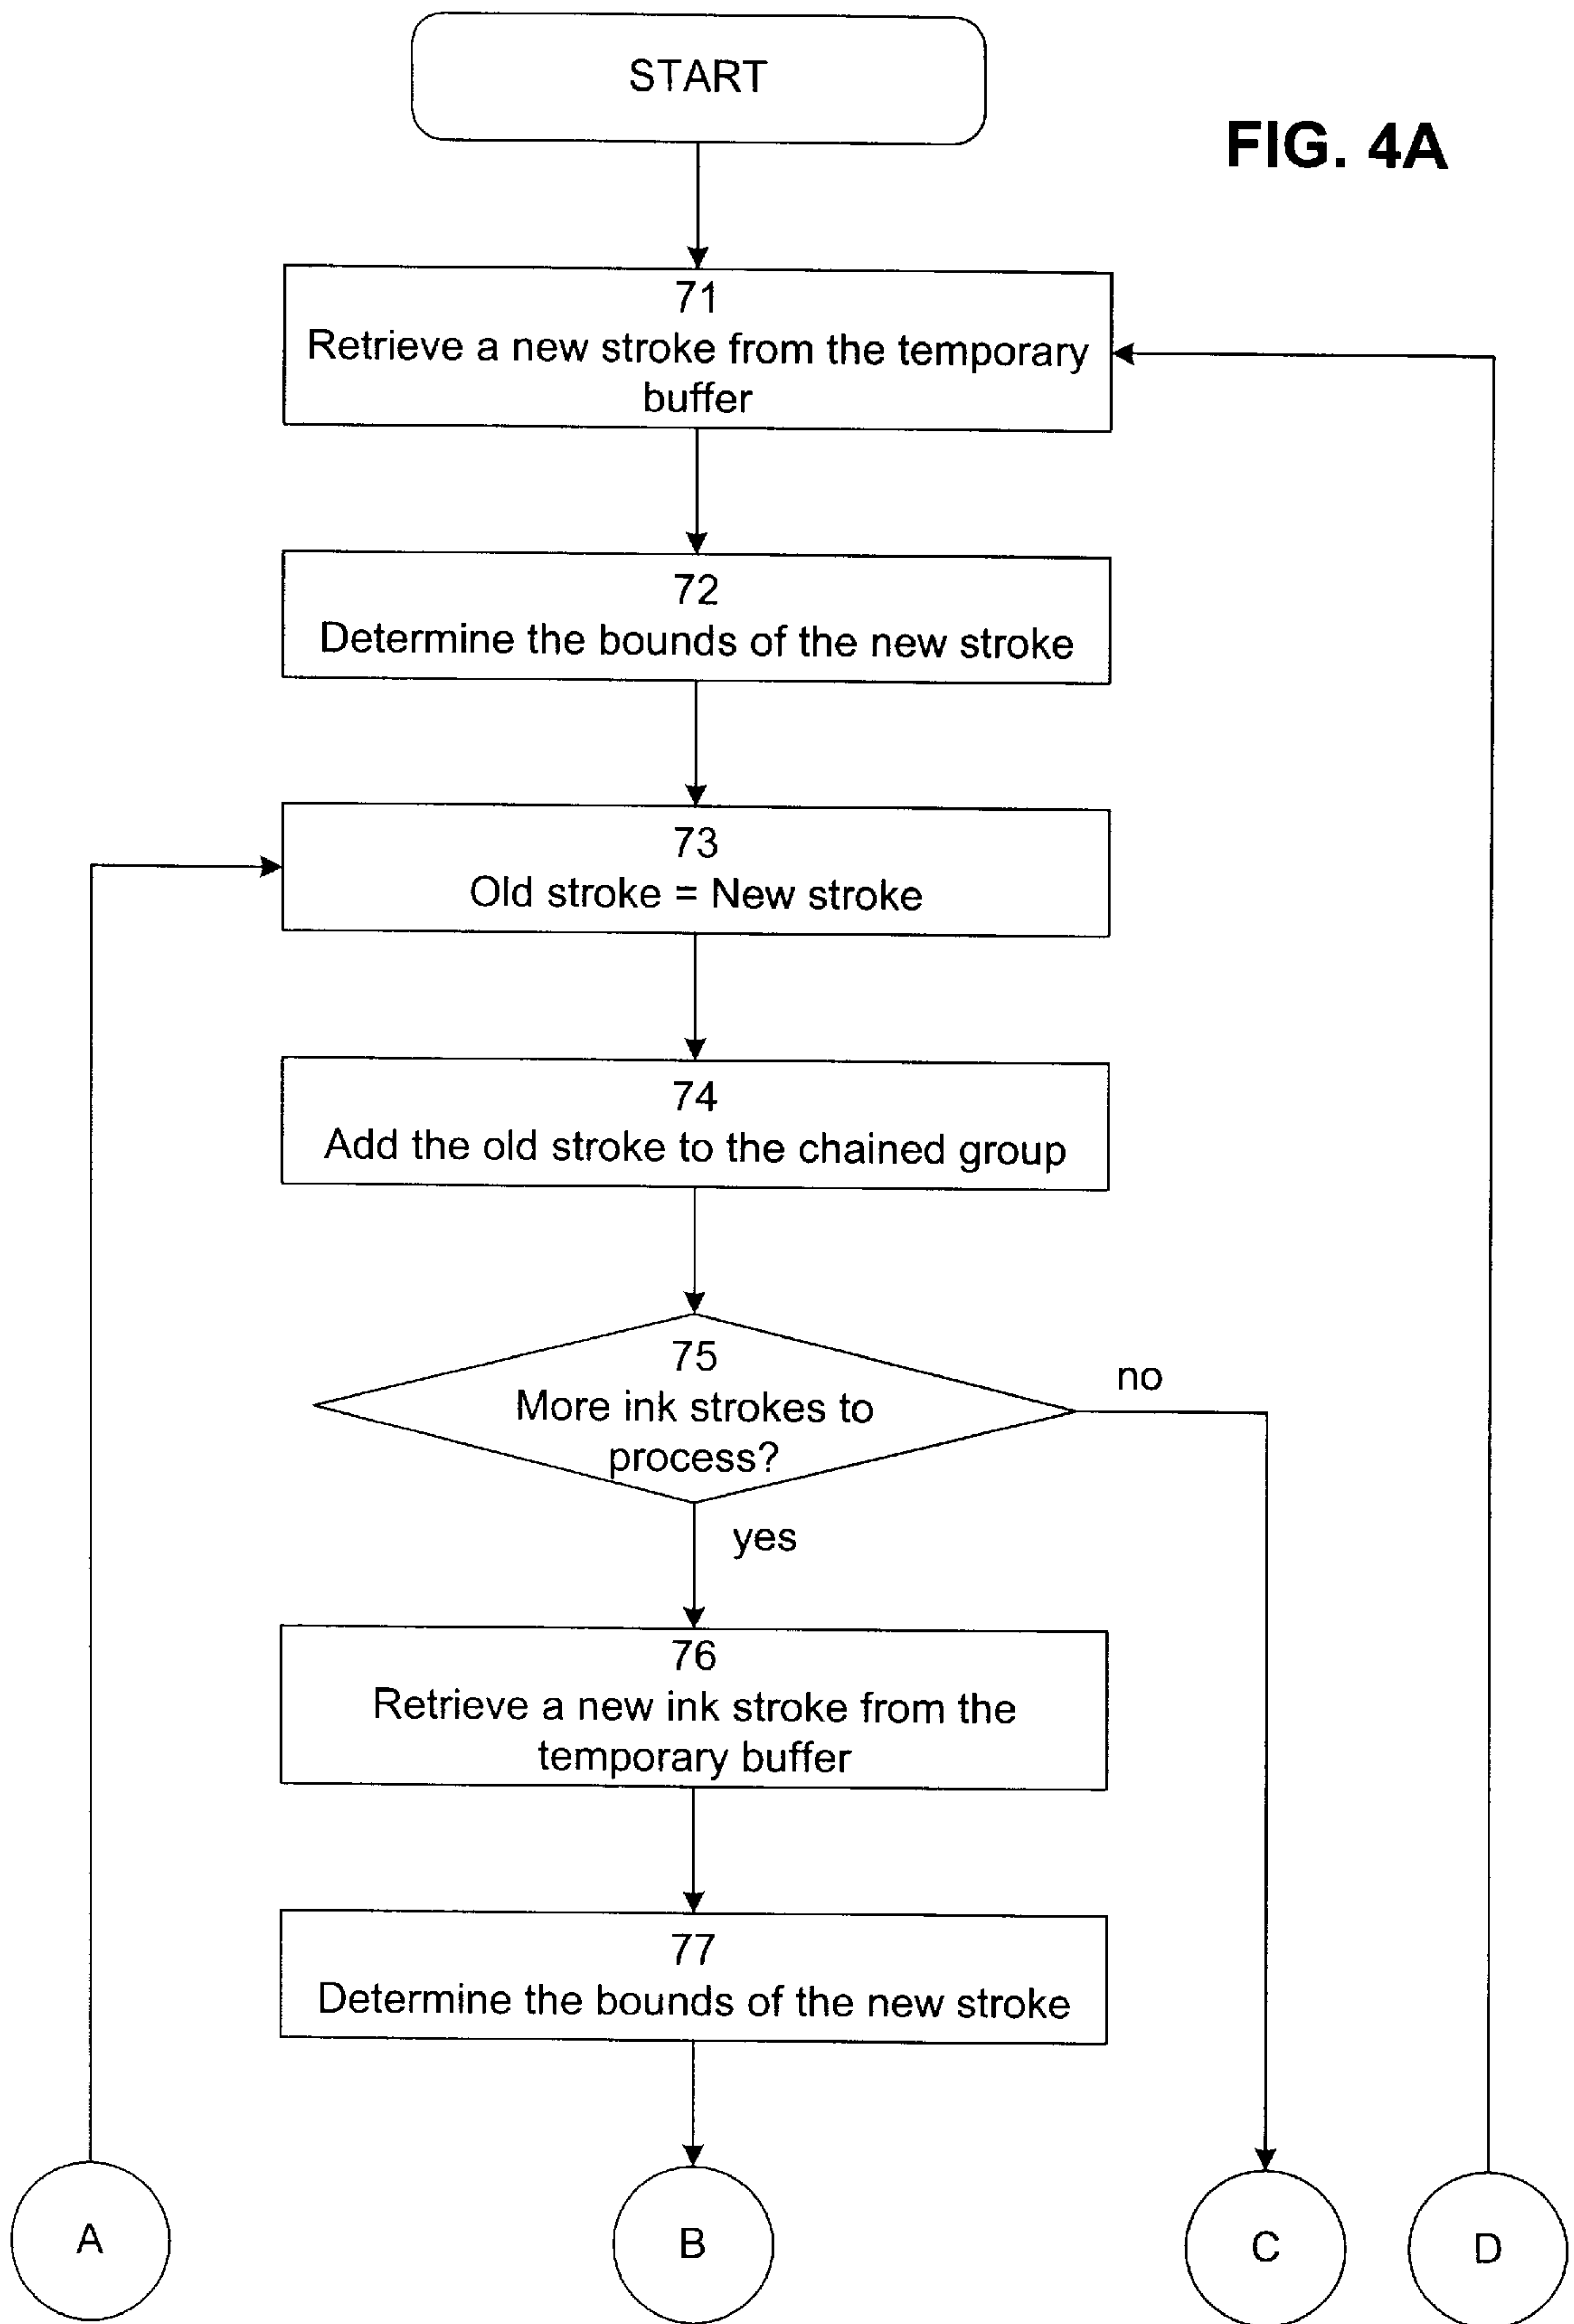 START
FIG. 4A
71
Retrieve a new stroke from the temporary
buffer
72
Determine the bounds of the new stroke
73
Old stroke = New stroke
74
Add the old stroke to the chained group
75
More ink strokes to
process?
no
yes
76
Retrieve a new ink stroke from the
temporary buffer
77
Determine the bounds of the new stroke
A
B
C
D